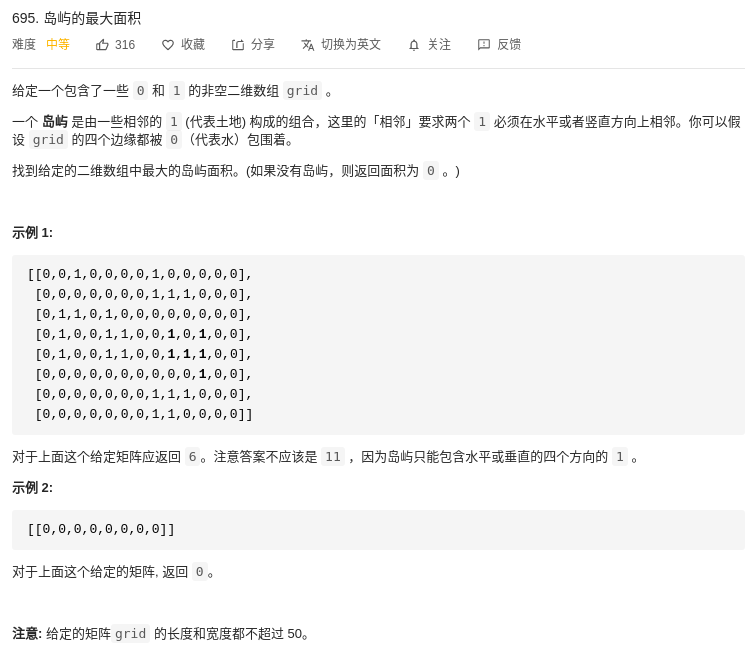 695. 岛屿的最大面积
难度 中等 316 收藏 分享 切换为英文 关注 反馈
给定一个包含了一些 0 和 1 的非空二维数组 grid 。
一个 岛屿 是由一些相邻的 1 (代表土地) 构成的组合，这里的「相邻」要求两个 1 必须在水平或者竖直方向上相邻。你可以假
设 grid 的四个边缘都被 0 （代表水）包围着。
找到给定的二维数组中最大的岛屿面积。(如果没有岛屿，则返回面积为 0 。)
示例 1:
[[0,0,1,0,0,0,0,1,0,0,0,0,0],
[0,0,0,0,0,0,0,1,1,1,0,0,0],
[0,1,1,0,1,0,0,0,0,0,0,0,0],
[0,1,0,0,1,1,0,0,1,0,1,0,0],
[0,1,0,0,1,1,0,0,1,1,1,0,0],
[0,0,0,0,0,0,0,0,0,0,1,0,0],
[0,0,0,0,0,0,0,1,1,1,0,0,0],
[0,0,0,0,0,0,0,1,1,0,0,0,0]]
对于上面这个给定矩阵应返回 6。注意答案不应该是 11 ，因为岛屿只能包含水平或垂直的四个方向的 1 。
示例 2:
[[0,0,0,0,0,0,0,0]]
对于上面这个给定的矩阵, 返回 0。
注意: 给定的矩阵grid 的长度和宽度都不超过 50。